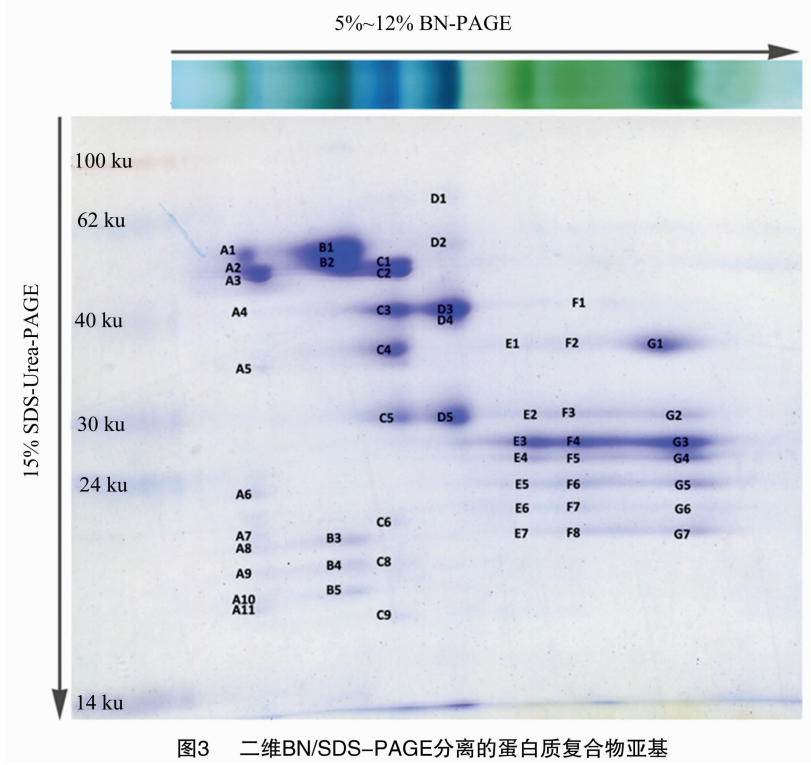 5%~12% BN-PAGE
15% SDS-Urea-PAGE
100 ku
D1
62 ku
D2
A1 B1
A2 B2 C1
A3 C2
F1
A4 C3 D3
40 ku D4
E1 F2 G1
C4
A5
E2 F3 G2
30 ku C5 D5
E3 F4 G3
E4 F5 G4
24 ku E5 F6 G5
A6
E6 F7 G6
C6
A7 B3 E7 F8 G7
A8
A9 B4 C8
B5
A10
A11 C9
14 ku
图3 二维BN/SDS-PAGE分离的蛋白质复合物亚基